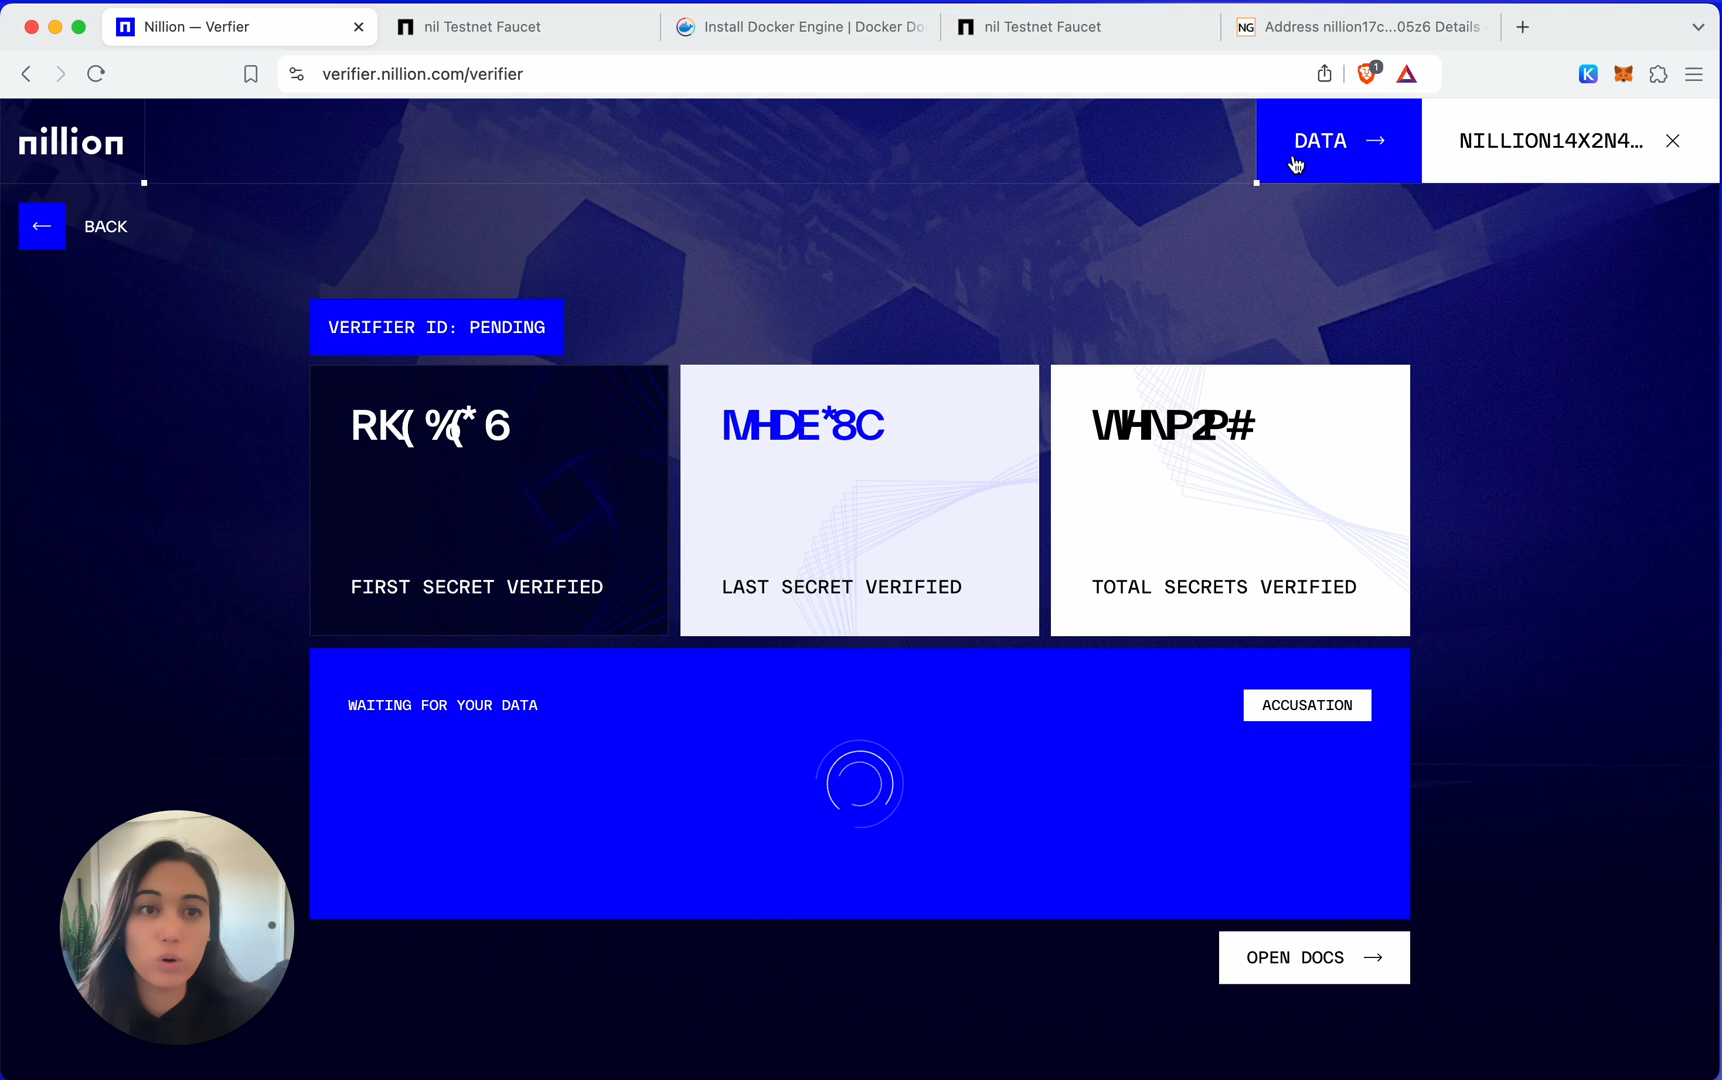 Nillion — Verfier
nil Testnet Faucet
Install Docker Engine | Docker Do
nil Testnet Faucet
NG
Address nillion17c...05z6 Details
verifier.nillion.com/verifier
1
K
nillion
DATA →
NILLION14X2N4...
← BACK
VERIFIER ID: PENDING
RK( %(* 6
MHDE*8C
WHNP2P#
FIRST SECRET VERIFIED
LAST SECRET VERIFIED
TOTAL SECRETS VERIFIED
WAITING FOR YOUR DATA
ACCUSATION
OPEN DOCS →